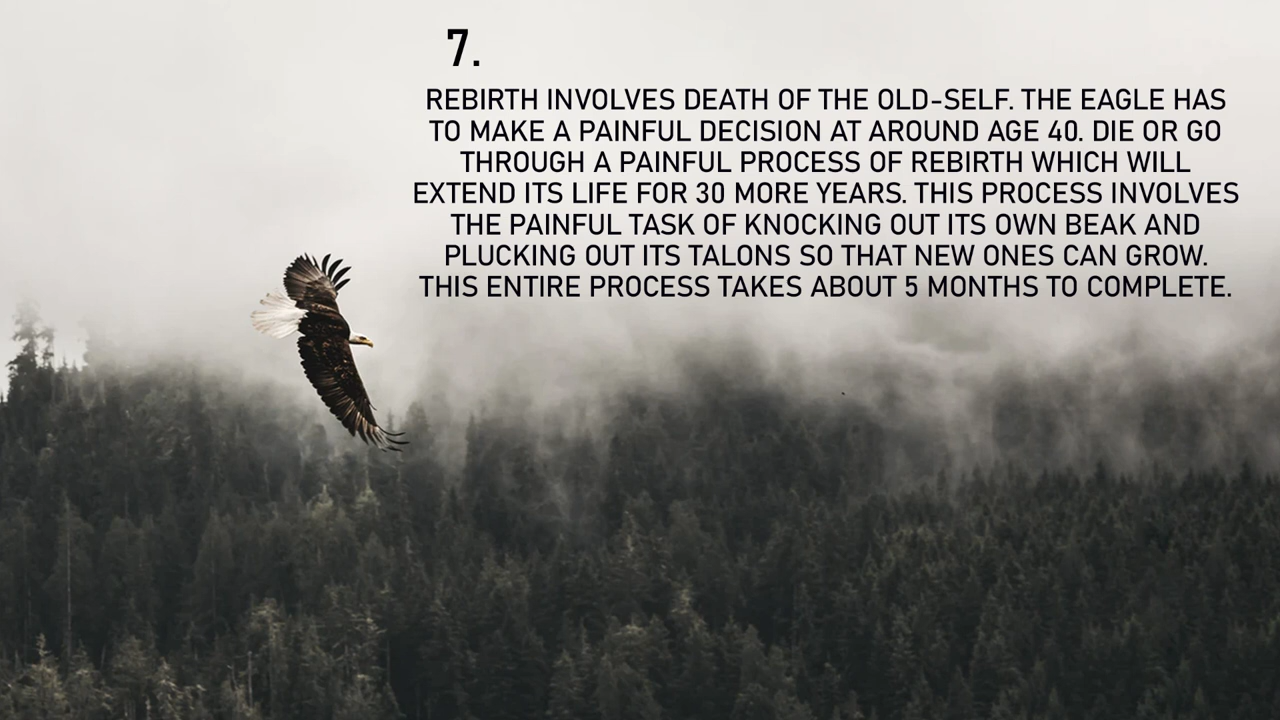 7.
REBIRTH INVOLVES DEATH OF THE OLD-SELF. THE EAGLE HAS
TO MAKE A PAINFUL DECISION AT AROUND AGE 40. DIE OR GO
THROUGH A PAINFUL PROCESS OF REBIRTH WHICH WILL
EXTEND ITS LIFE FOR 30 MORE YEARS. THIS PROCESS INVOLVES
THE PAINFUL TASK OF KNOCKING OUT ITS OWN BEAK AND
PLUCKING OUT ITS TALONS SO THAT NEW ONES CAN GROW.
THIS ENTIRE PROCESS TAKES ABOUT 5 MONTHS TO COMPLETE.